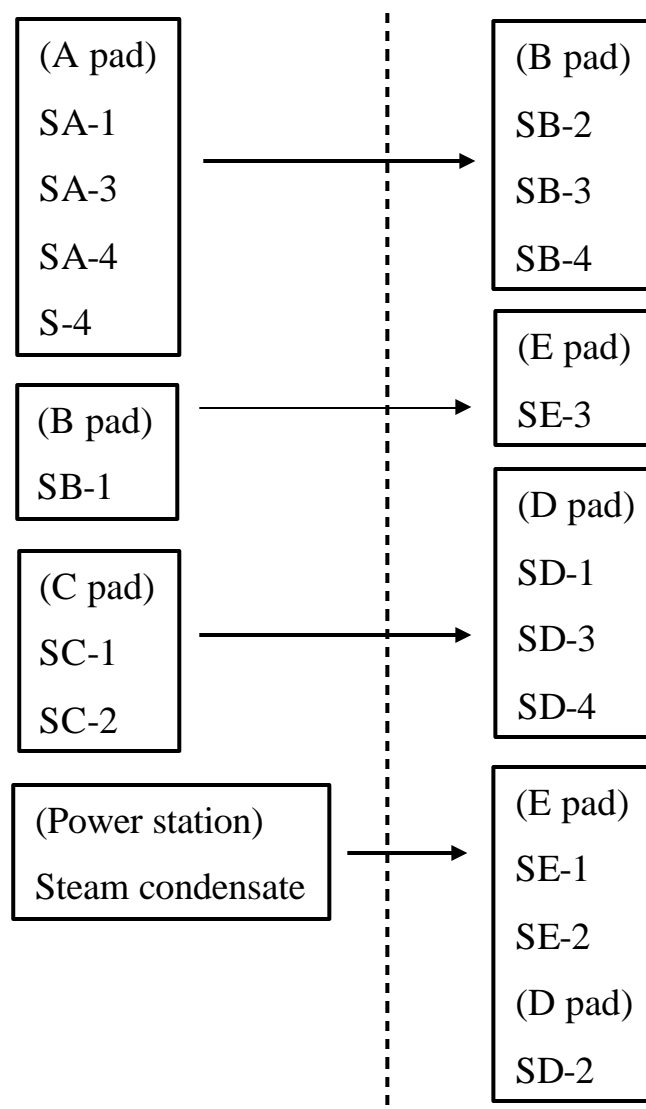 (A pad)
SA-1
SA-3
SA-4
S-4
(B pad)
SB-2
SB-3
SB-4
(B pad)
SB-1
(E pad)
SE-3
(C pad)
SC-1
SC-2
(D pad)
SD-1
SD-3
SD-4
(Power station)
Steam condensate
(E pad)
SE-1
SE-2
(D pad)
SD-2